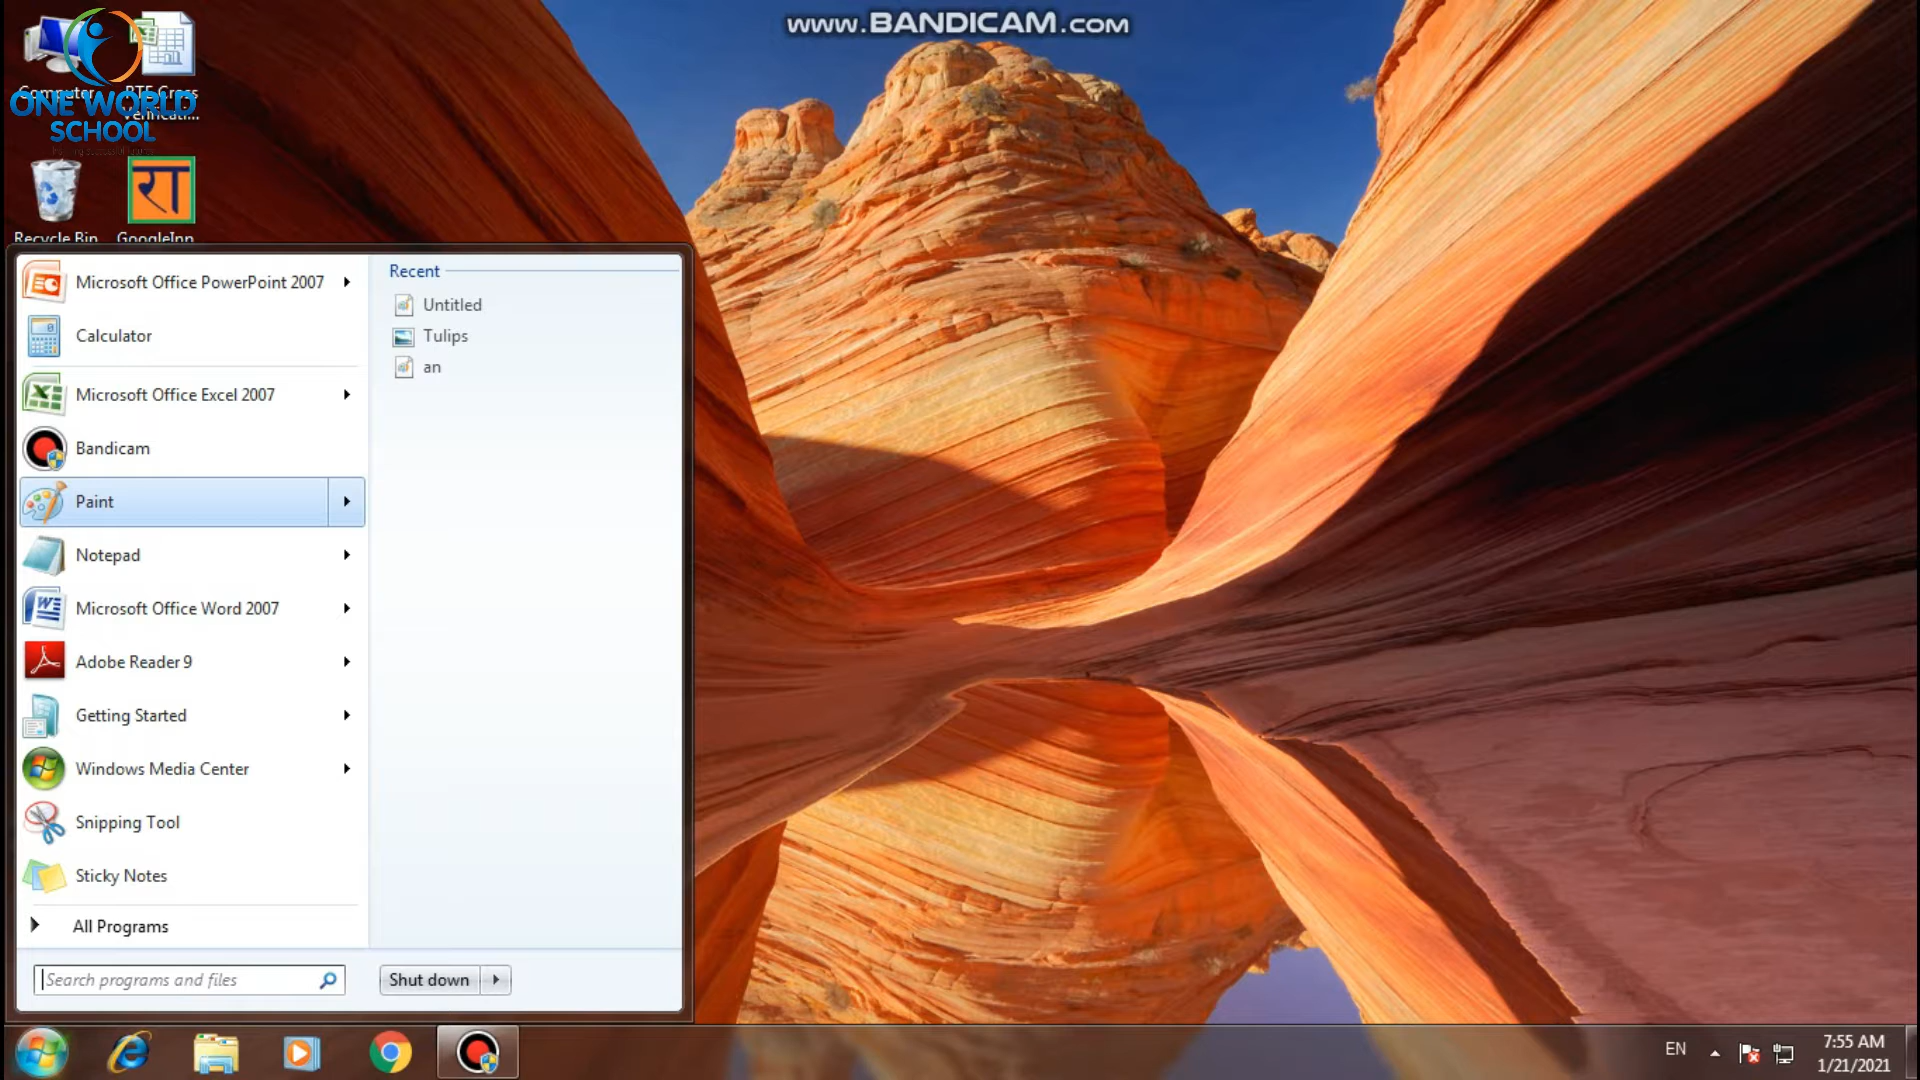 www.BANDICAM.com
Computer
ONE WORLD
SCHOOL
Recycle Bin
GoogleInp
Microsoft Office PowerPoint 2007
Calculator
Microsoft Office Excel 2007
Bandicam
Paint
Notepad
Microsoft Office Word 2007
Adobe Reader 9
Getting Started
Windows Media Center
Snipping Tool
Sticky Notes
All Programs
Search programs and files
Recent
Untitled
Tulips
an
Shut down
रा
EN
7:55 AM
1/21/2021